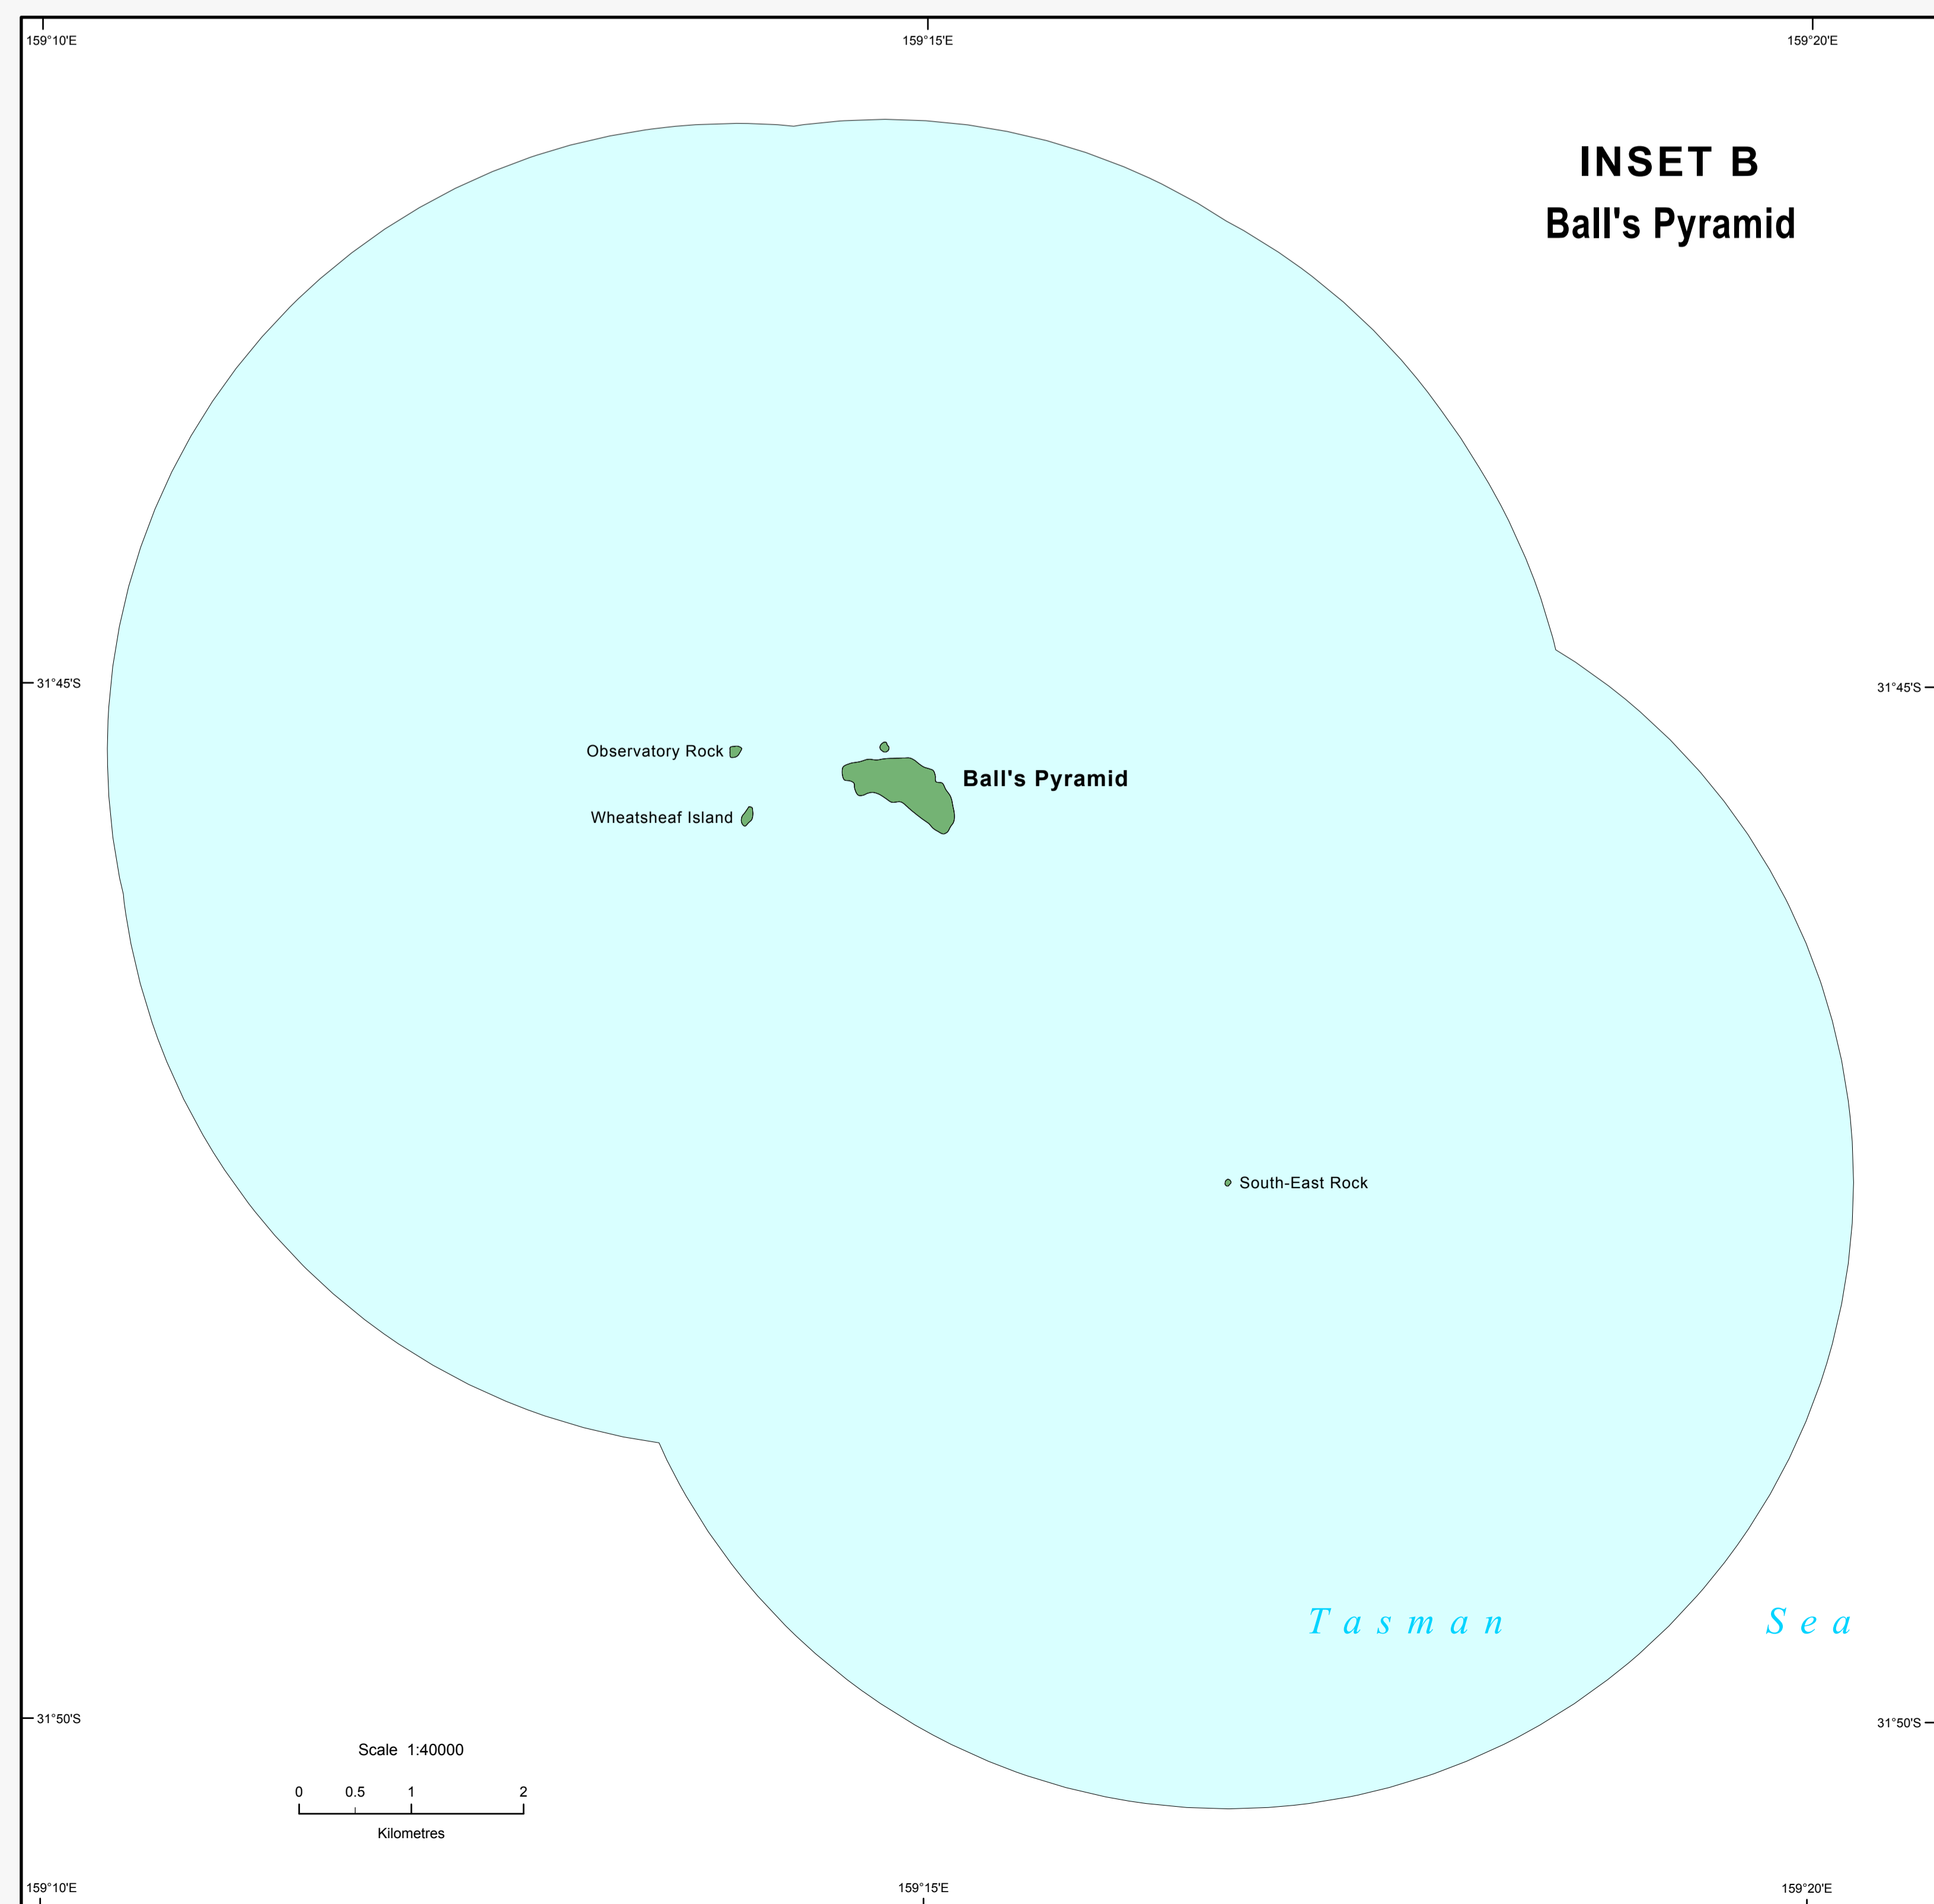 159°10'E
159°15'E
159°20'E
INSET B
Ball's Pyramid
31°45'S
31°45'S
Observatory Rock
Ball's Pyramid
Wheatsheaf Island
South-East Rock
Tasman Sea
31°50'S
31°50'S
Scale 1:40000
0 0.5 1 2
Kilometres
159°10'E
159°15'E
159°20'E